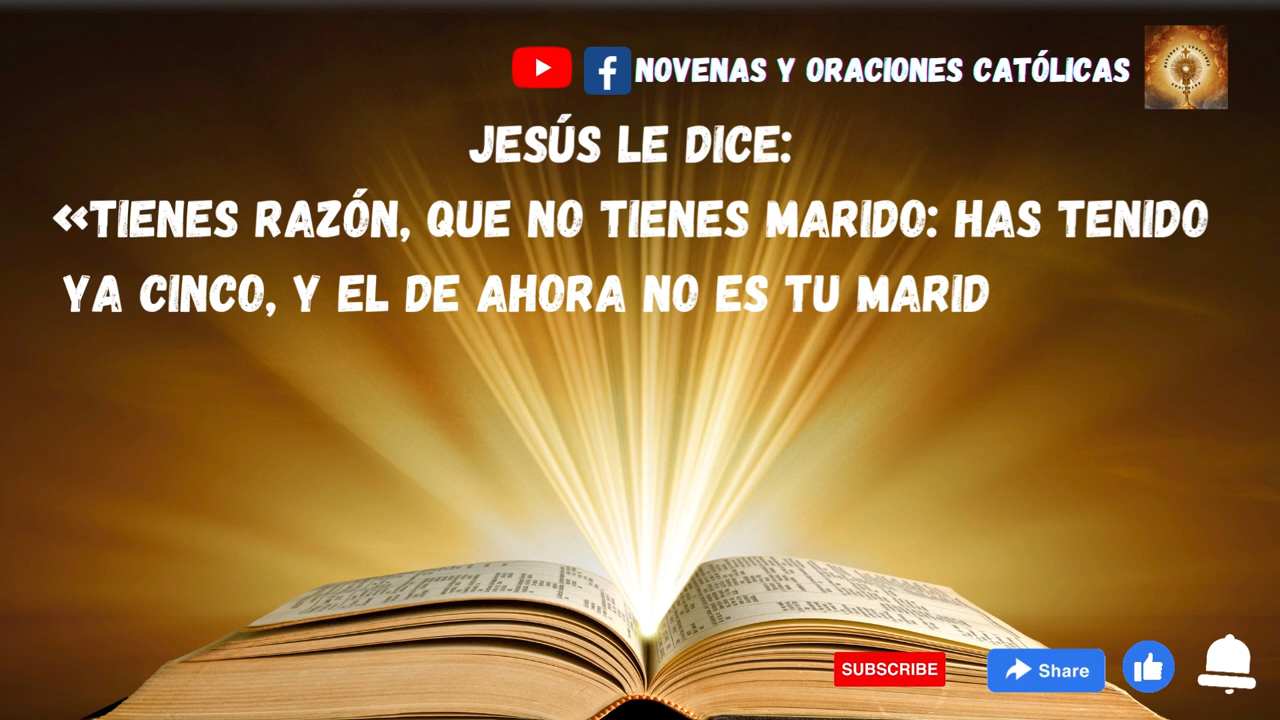 NOVENAS Y ORACIONES CATÓLICAS
JESÚS LE DICE:
«TIENES RAZÓN, QUE NO TIENES MARIDO: HAS TENIDO
YA CINCO, Y EL DE AHORA NO ES TU MARID
SUBSCRIBE
Share